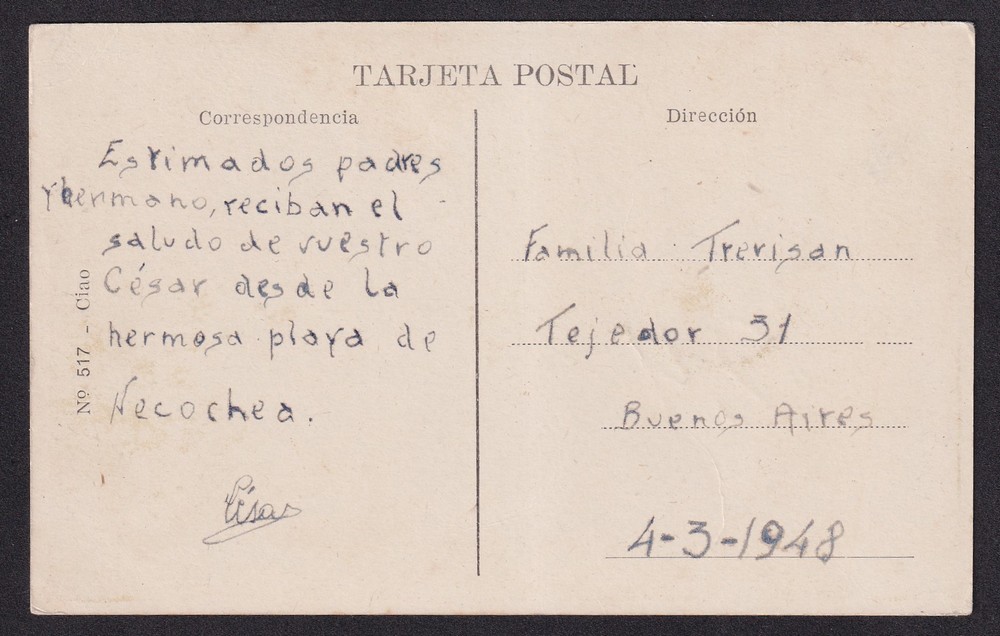 TARJETA POSTAL
Correspondencia
Estimados padres
y hermano, reciban el
saludo de vuestro
César desde la
hermosa playa de
Necochea.
César
Nº 517 - Ciao
Dirección
Familia Trevisan
Tejedor 31
Buenos Aires
4-3-1948